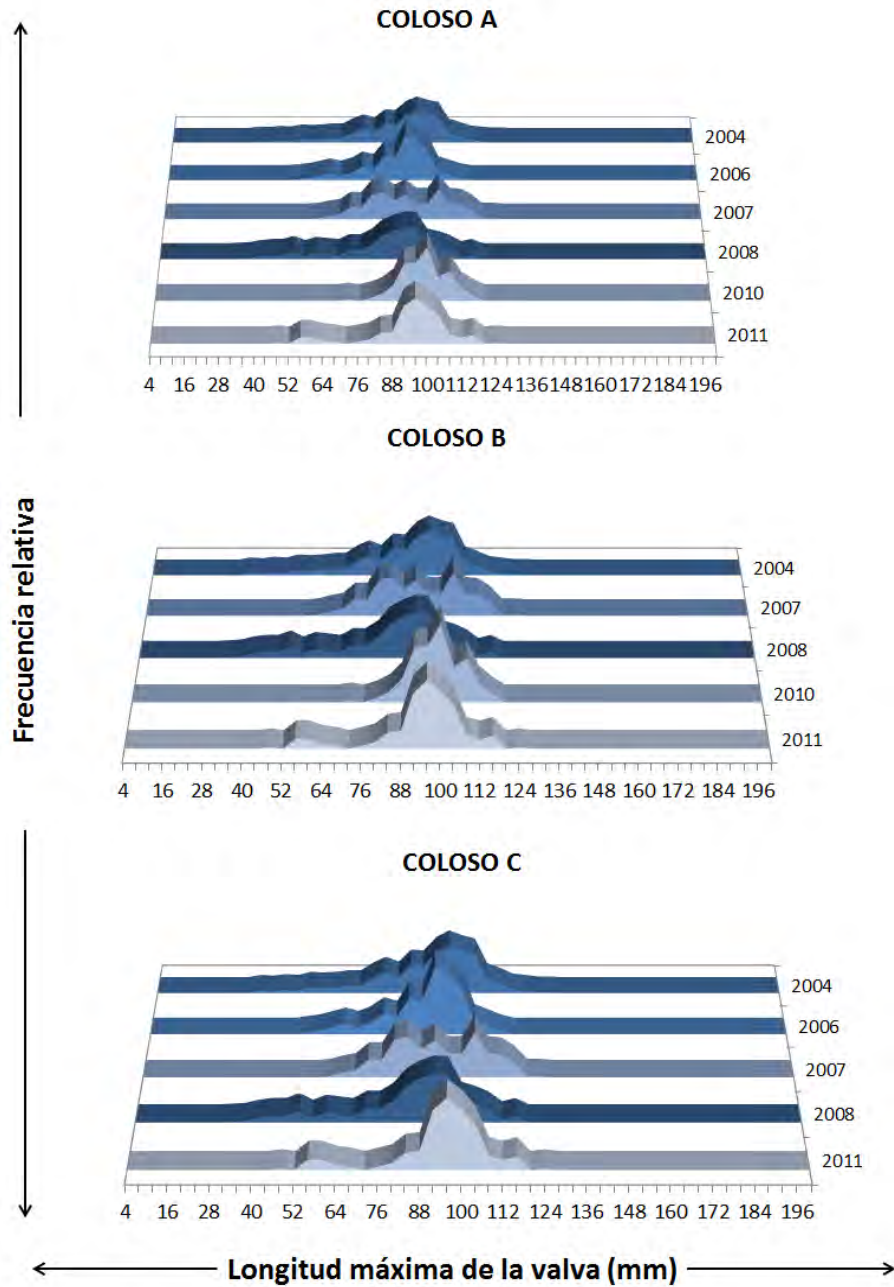 COLOSO A
2004
2006
2007
2008
2010
2011
4 16 28 40 52 64 76 88 100 112 124 136 148 160 172 184 196
COLOSO B
Frecuencia relativa
2004
2007
2008
2010
2011
4 16 28 40 52 64 76 88 100 112 124 136 148 160 172 184 196
COLOSO C
2004
2006
2007
2008
2011
4 16 28 40 52 64 76 88 100 112 124 136 148 160 172 184 196
Longitud máxima de la valva (mm)